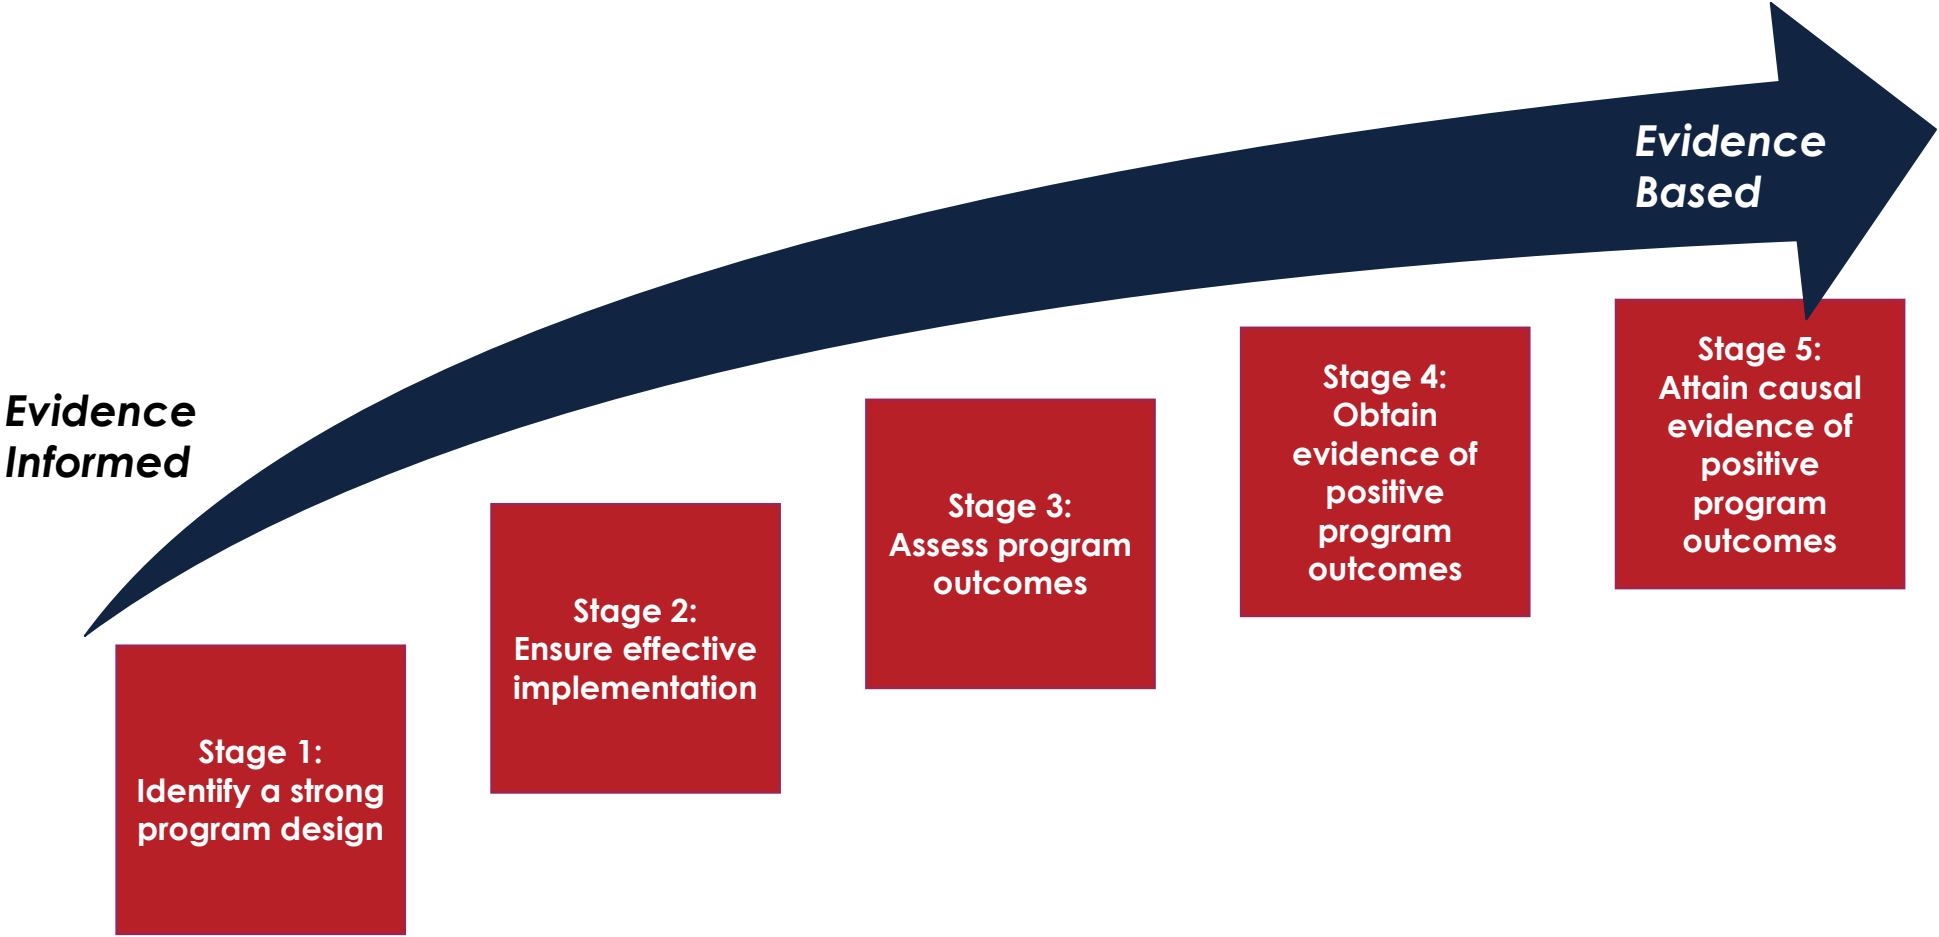 Evidence
Informed
Evidence
Based
Stage 1:
Identify a strong
program design
Stage 2:
Ensure effective
implementation
Stage 3:
Assess program
outcomes
Stage 4:
Obtain
evidence of
positive
program
outcomes
Stage 5:
Attain causal
evidence of
positive
program
outcomes